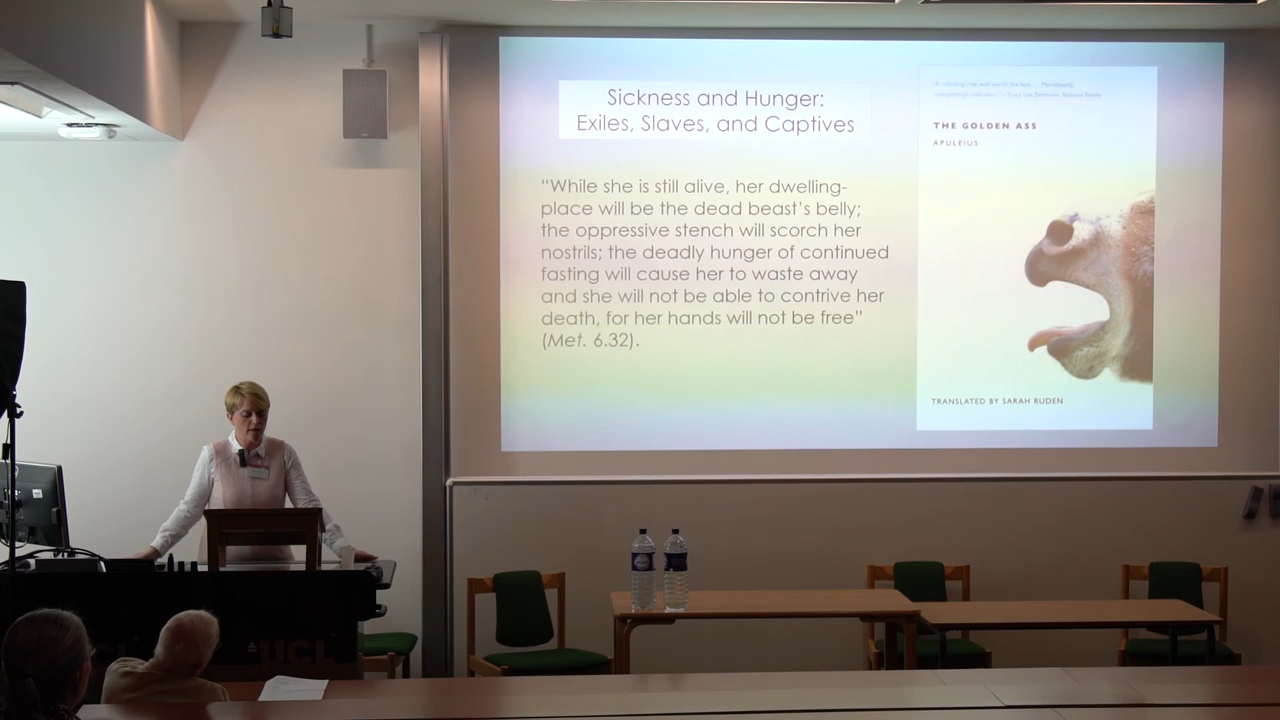 Sickness and Hunger:
Exiles, Slaves, and Captives
“While she is still alive, her dwelling-
place will be the dead beast’s belly;
the oppressive stench will scorch her
nostrils; the deadly hunger of continued
fasting will cause her to waste away
and she will not be able to contrive her
death, for her hands will not be free”
(Met. 6.32).
THE GOLDEN ASS
APULEIUS
TRANSLATED BY SARAH RUDEN
UCL